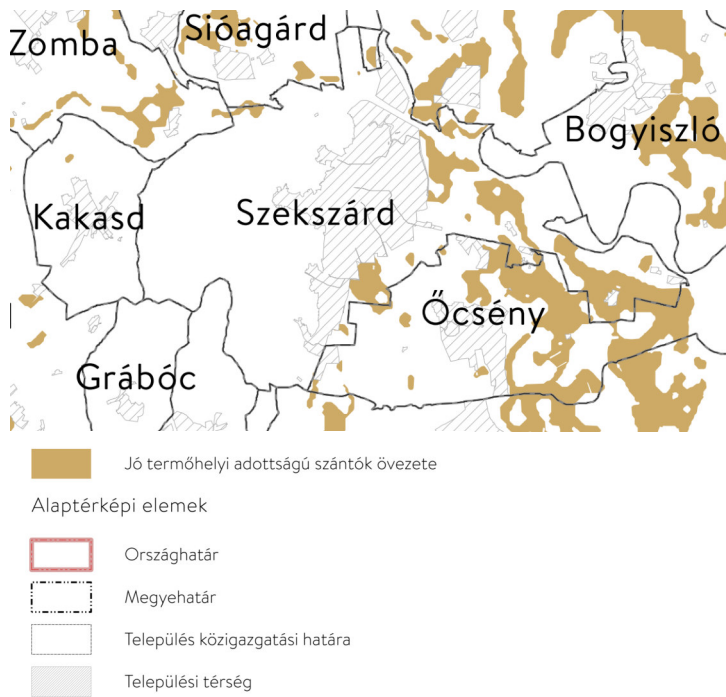 Zomba
Sióagárd
Bogyiszló
Kakasd
Szekszárd
Őcsény
Grábóc
Jó termőhelyi adottságú szántók övezete
Alaptérképi elemek
Országhatár
Megyehatár
Település közigazgatási határa
Települési térség